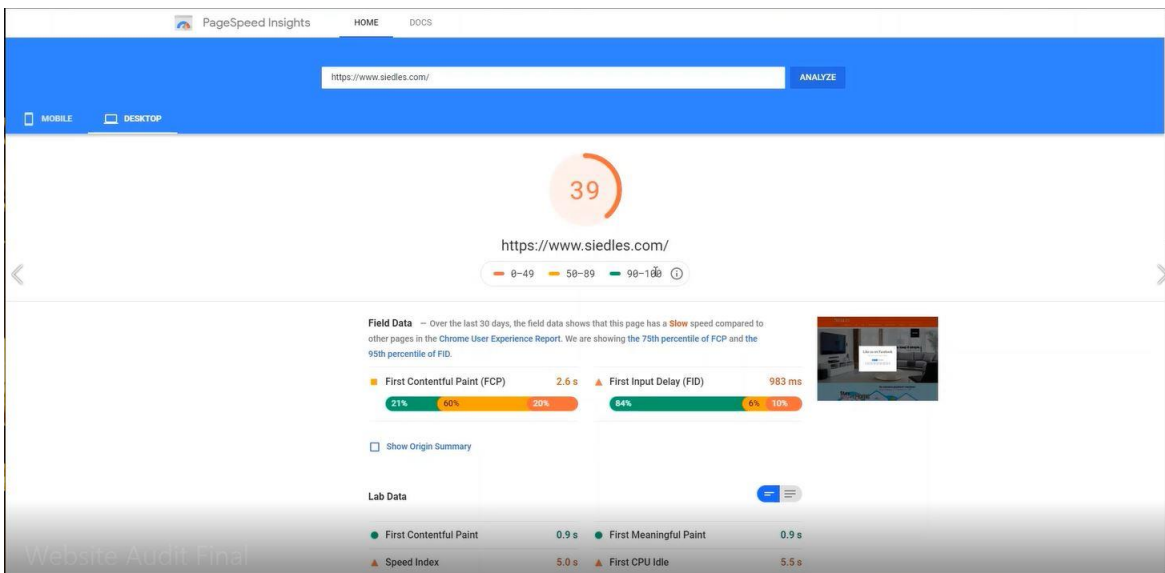 PageSpeed Insights HOME DOCS
https://www.siedles.com/ ANALYZE
MOBILE DESKTOP
39
https://www.siedles.com/
0–49 50–89 90–100
Field Data — Over the last 30 days, the field data shows that this page has a Slow speed compared to
other pages in the Chrome User Experience Report. We are showing the 75th percentile of FCP and the
95th percentile of FID.
First Contentful Paint (FCP) 2.6 s First Input Delay (FID) 983 ms
21% 60% 20% 84% 6% 10%
Show Origin Summary
Lab Data
First Contentful Paint 0.9 s First Meaningful Paint 0.9 s
Speed Index 5.0 s First CPU Idle 5.5 s
Website Audit Final